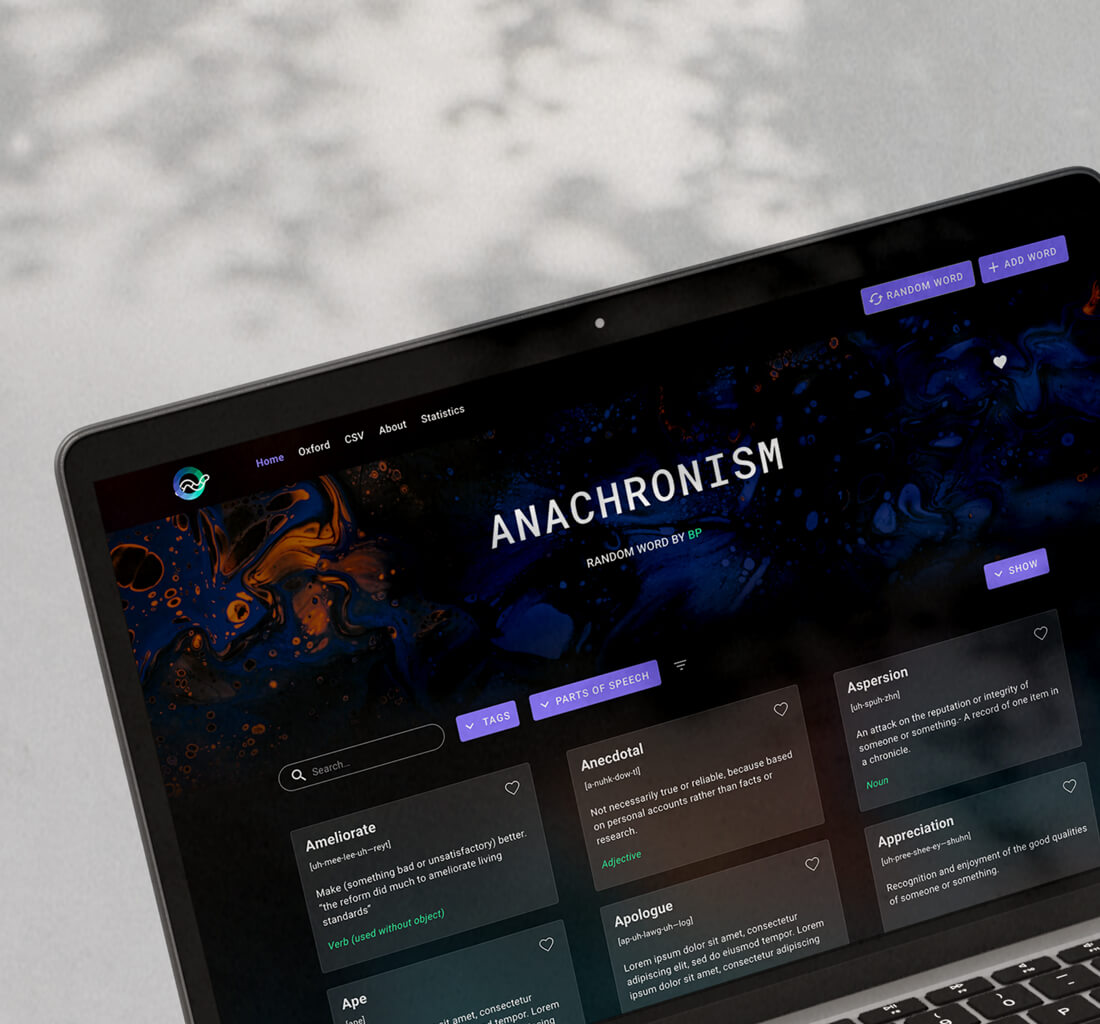 RANDOM WORD
ADD WORD
Home Oxford CSV About Statistics
ANACHRONISM
RANDOM WORD BY BP
SHOW
Search...
TAGS
PARTS OF SPEECH
Ameliorate
[uh-mee-lee-uh–reyt]
Make (something bad or unsatisfactory) better.
"the reform did much to ameliorate living
standards"
Verb (used without object)
Anecdotal
[a-nuhk-dow-tl]
Not necessarily true or reliable, because based
on personal accounts rather than facts or
research.
Adjective
Aspersion
[uh-spuh-zhn]
An attack on the reputation or integrity of
someone or something.- A record of one item in
a chronicle.
Noun
Ape
[ape]
consectetur
tempor. Lorem
adipiscing
Apologue
[ap-uh-lawg-uh–log]
Lorem ipsum dolor sit amet, consectetur
adipiscing elit, sed do eiusmod tempor. Lorem
ipsum dolor sit amet, consectetur adipiscing
Appreciation
[uh-pree-shee-ey–shuhn]
Recognition and enjoyment of the good qualities
of someone or something.
P